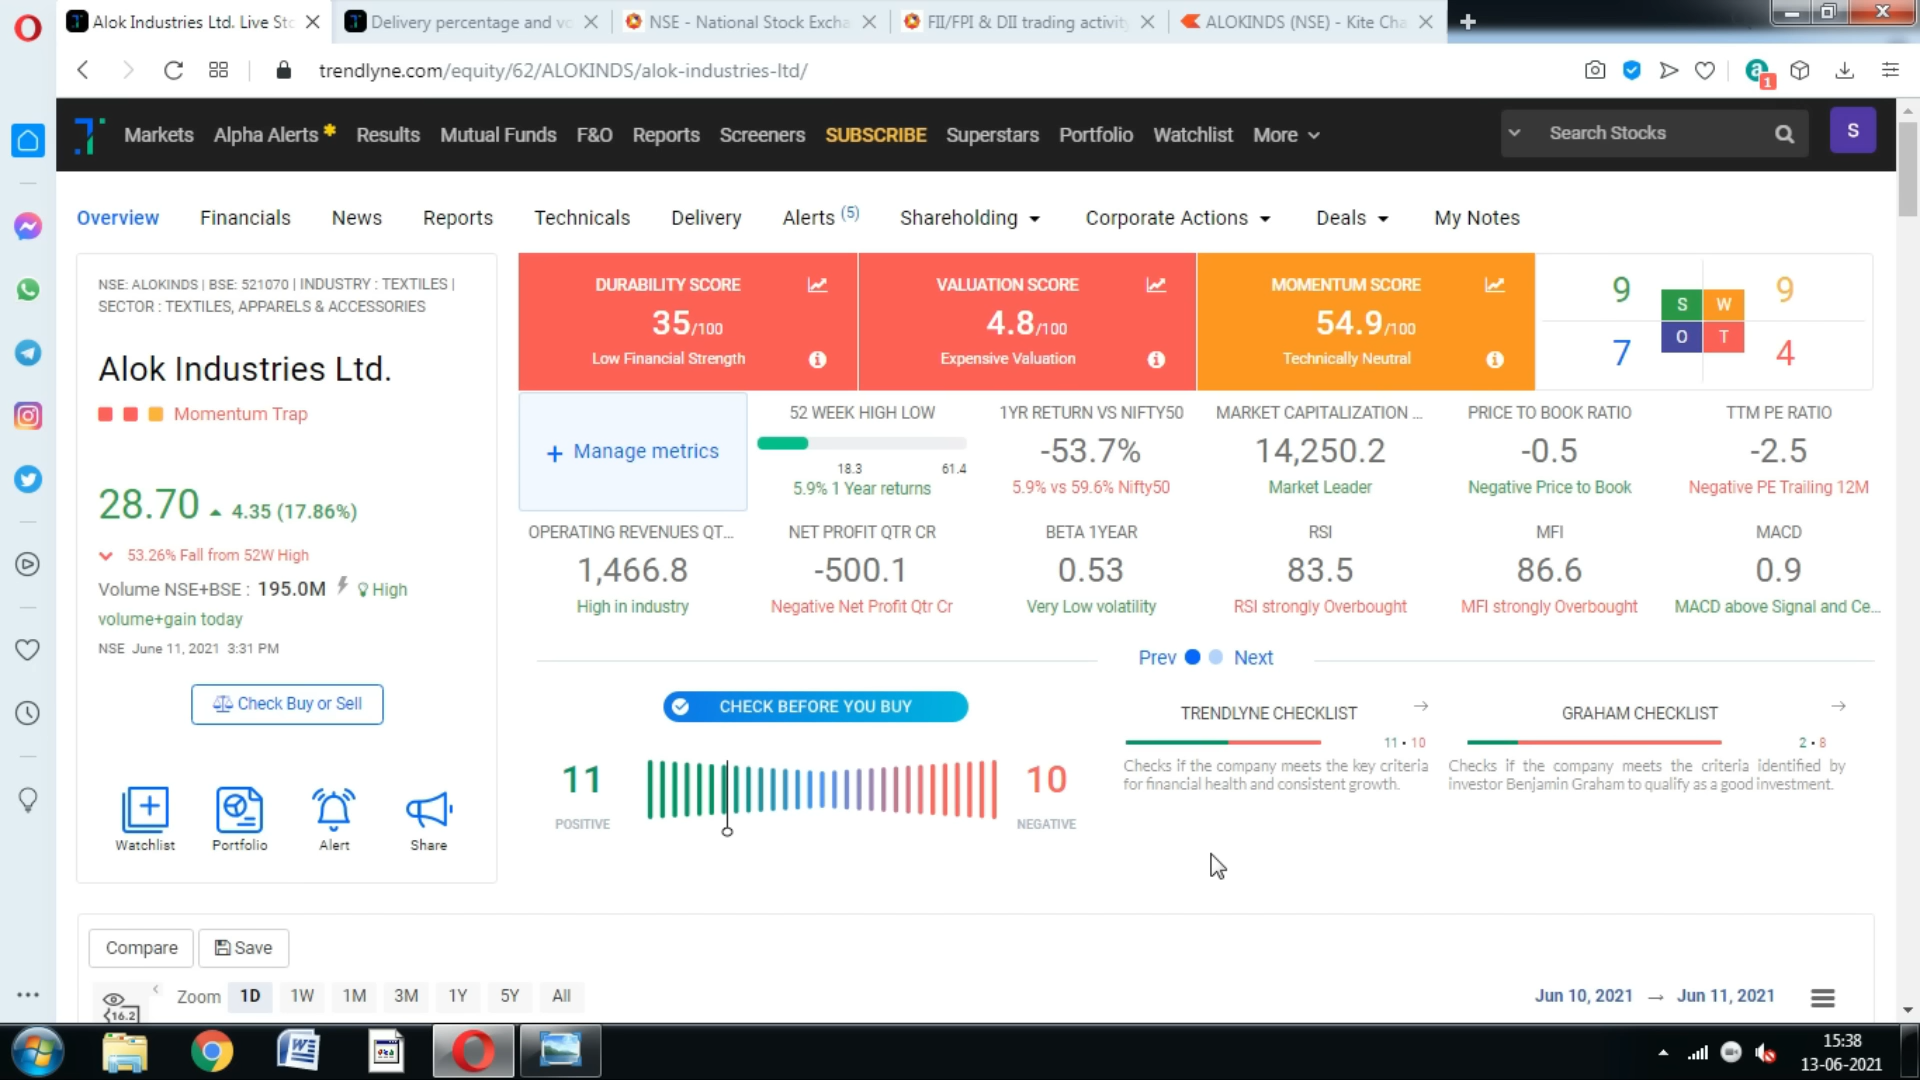 Alok Industries Ltd. Live Sto
Delivery percentage and vo
NSE - National Stock Excha
FII/FPI & DII trading activity
ALOKINDS (NSE) - Kite Cha
trendlyne.com/equity/62/ALOKINDS/alok-industries-ltd/
1
Markets
Alpha Alerts
Results
Mutual Funds
F&O
Reports
Screeners
SUBSCRIBE
Superstars
Portfolio
Watchlist
More
Search Stocks
S
Overview
Financials
News
Reports
Technicals
Delivery
Alerts (5)
Shareholding
Corporate Actions
Deals
My Notes
NSE: ALOKINDS | BSE: 521070 | INDUSTRY : TEXTILES |
SECTOR : TEXTILES, APPARELS & ACCESSORIES
Alok Industries Ltd.
Momentum Trap
28.70 4.35 (17.86%)
53.26% Fall from 52W High
Volume NSE+BSE : 195.0M High
volume+gain today
NSE June 11, 2021 3:31 PM
Check Buy or Sell
Watchlist
Portfolio
Alert
Share
DURABILITY SCORE
35/100
Low Financial Strength
VALUATION SCORE
4.8/100
Expensive Valuation
MOMENTUM SCORE
54.9/100
Technically Neutral
9 S W 9
7 O T 4
+ Manage metrics
52 WEEK HIGH LOW
18.3 61.4
5.9% 1 Year returns
1YR RETURN VS NIFTY50
-53.7%
5.9% vs 59.6% Nifty50
MARKET CAPITALIZATION ...
14,250.2
Market Leader
PRICE TO BOOK RATIO
-0.5
Negative Price to Book
TTM PE RATIO
-2.5
Negative PE Trailing 12M
OPERATING REVENUES QT...
1,466.8
High in industry
NET PROFIT QTR CR
-500.1
Negative Net Profit Qtr Cr
BETA 1YEAR
0.53
Very Low volatility
RSI
83.5
RSI strongly Overbought
MFI
86.6
MFI strongly Overbought
MACD
0.9
MACD above Signal and Ce...
Prev
Next
CHECK BEFORE YOU BUY
11
POSITIVE
10
NEGATIVE
TRENDLYNE CHECKLIST
11 • 10
Checks if the company meets the key criteria
for financial health and consistent growth.
GRAHAM CHECKLIST
2 • 8
Checks if the company meets the criteria identified by
investor Benjamin Graham to qualify as a good investment.
Compare
Save
16.2
Zoom 1D 1W 1M 3M 1Y 5Y All
Jun 10, 2021 → Jun 11, 2021
15:38
13-06-2021